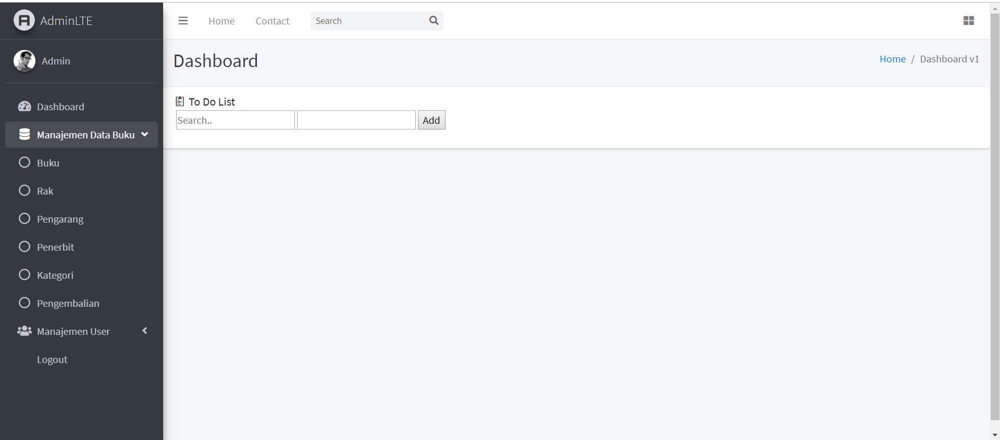 AdminLTE
Home Contact Search
Admin
Dashboard
Home / Dashboard v1
Dashboard
Manajemen Data Buku
Buku
Rak
Pengarang
Penerbit
Kategori
Pengembalian
Manajemen User
Logout
To Do List
Search.. Add